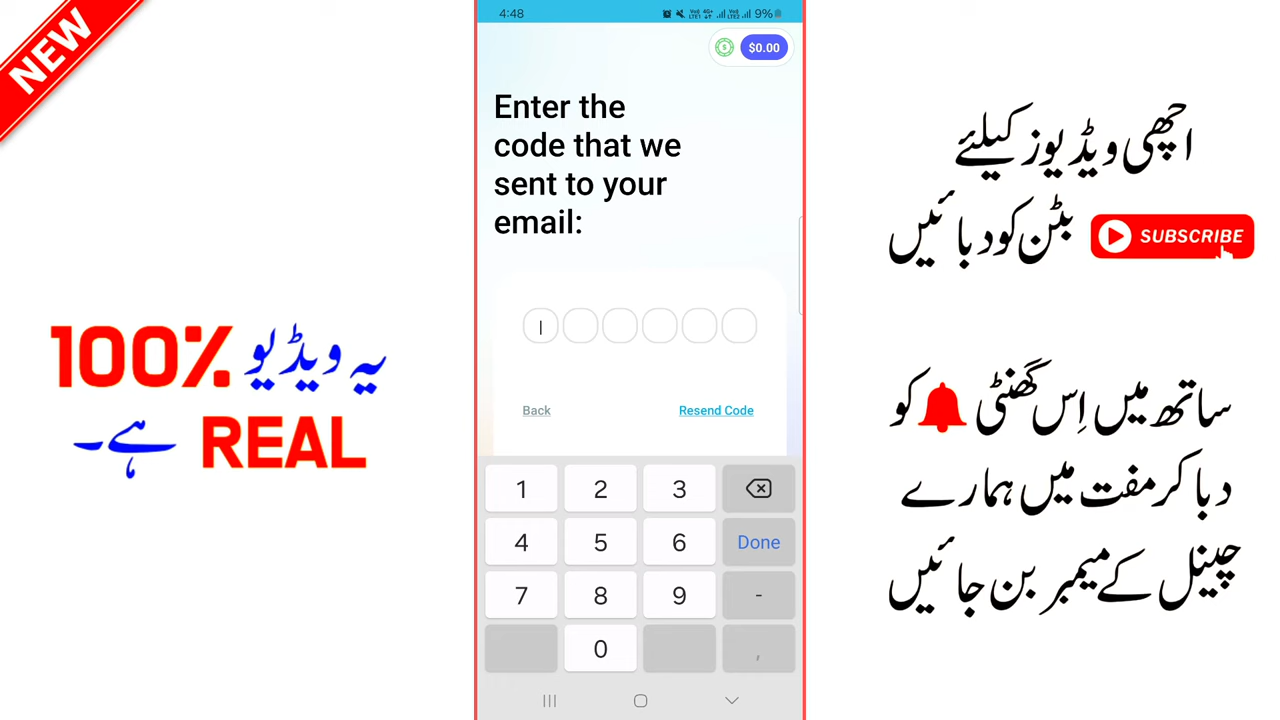 NEW
یہ ویڈیو 100%
REAL ہے۔
4:48
9%
$0.00
Enter the
code that we
sent to your
email:
Back
Resend Code
1 2 3
4 5 6 Done
7 8 9 -
0 ,
اچھی ویڈیوز کیلئے
SUBSCRIBE بٹن کو دبائیں
ساتھ میں اِس گھنٹی کو
دبا کر مفت میں ہمارے
چینل کے میمبر بن جائیں